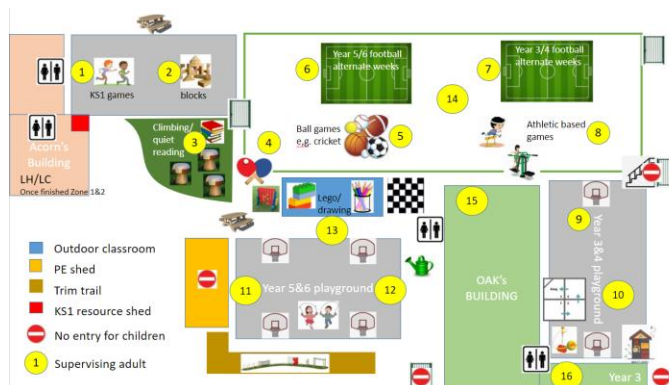 1
KS1 games
2
blocks
Acorn's
Building
LH/LC
Once finished Zone 1&2
Climbing/
quiet
reading
3
4
6
Year 5/6 football
alternate weeks
7
Year 3/4 football
alternate weeks
14
Ball games
e.g. cricket
5
Athletic based
games
8
Lego/
drawing
13
11
Year 5&6 playground
12
15
OAK's
BUILDING
9
Year 3&4 playground
10
16
Year 3
Outdoor classroom
PE shed
Trim trail
KS1 resource shed
No entry for children
1
Supervising adult